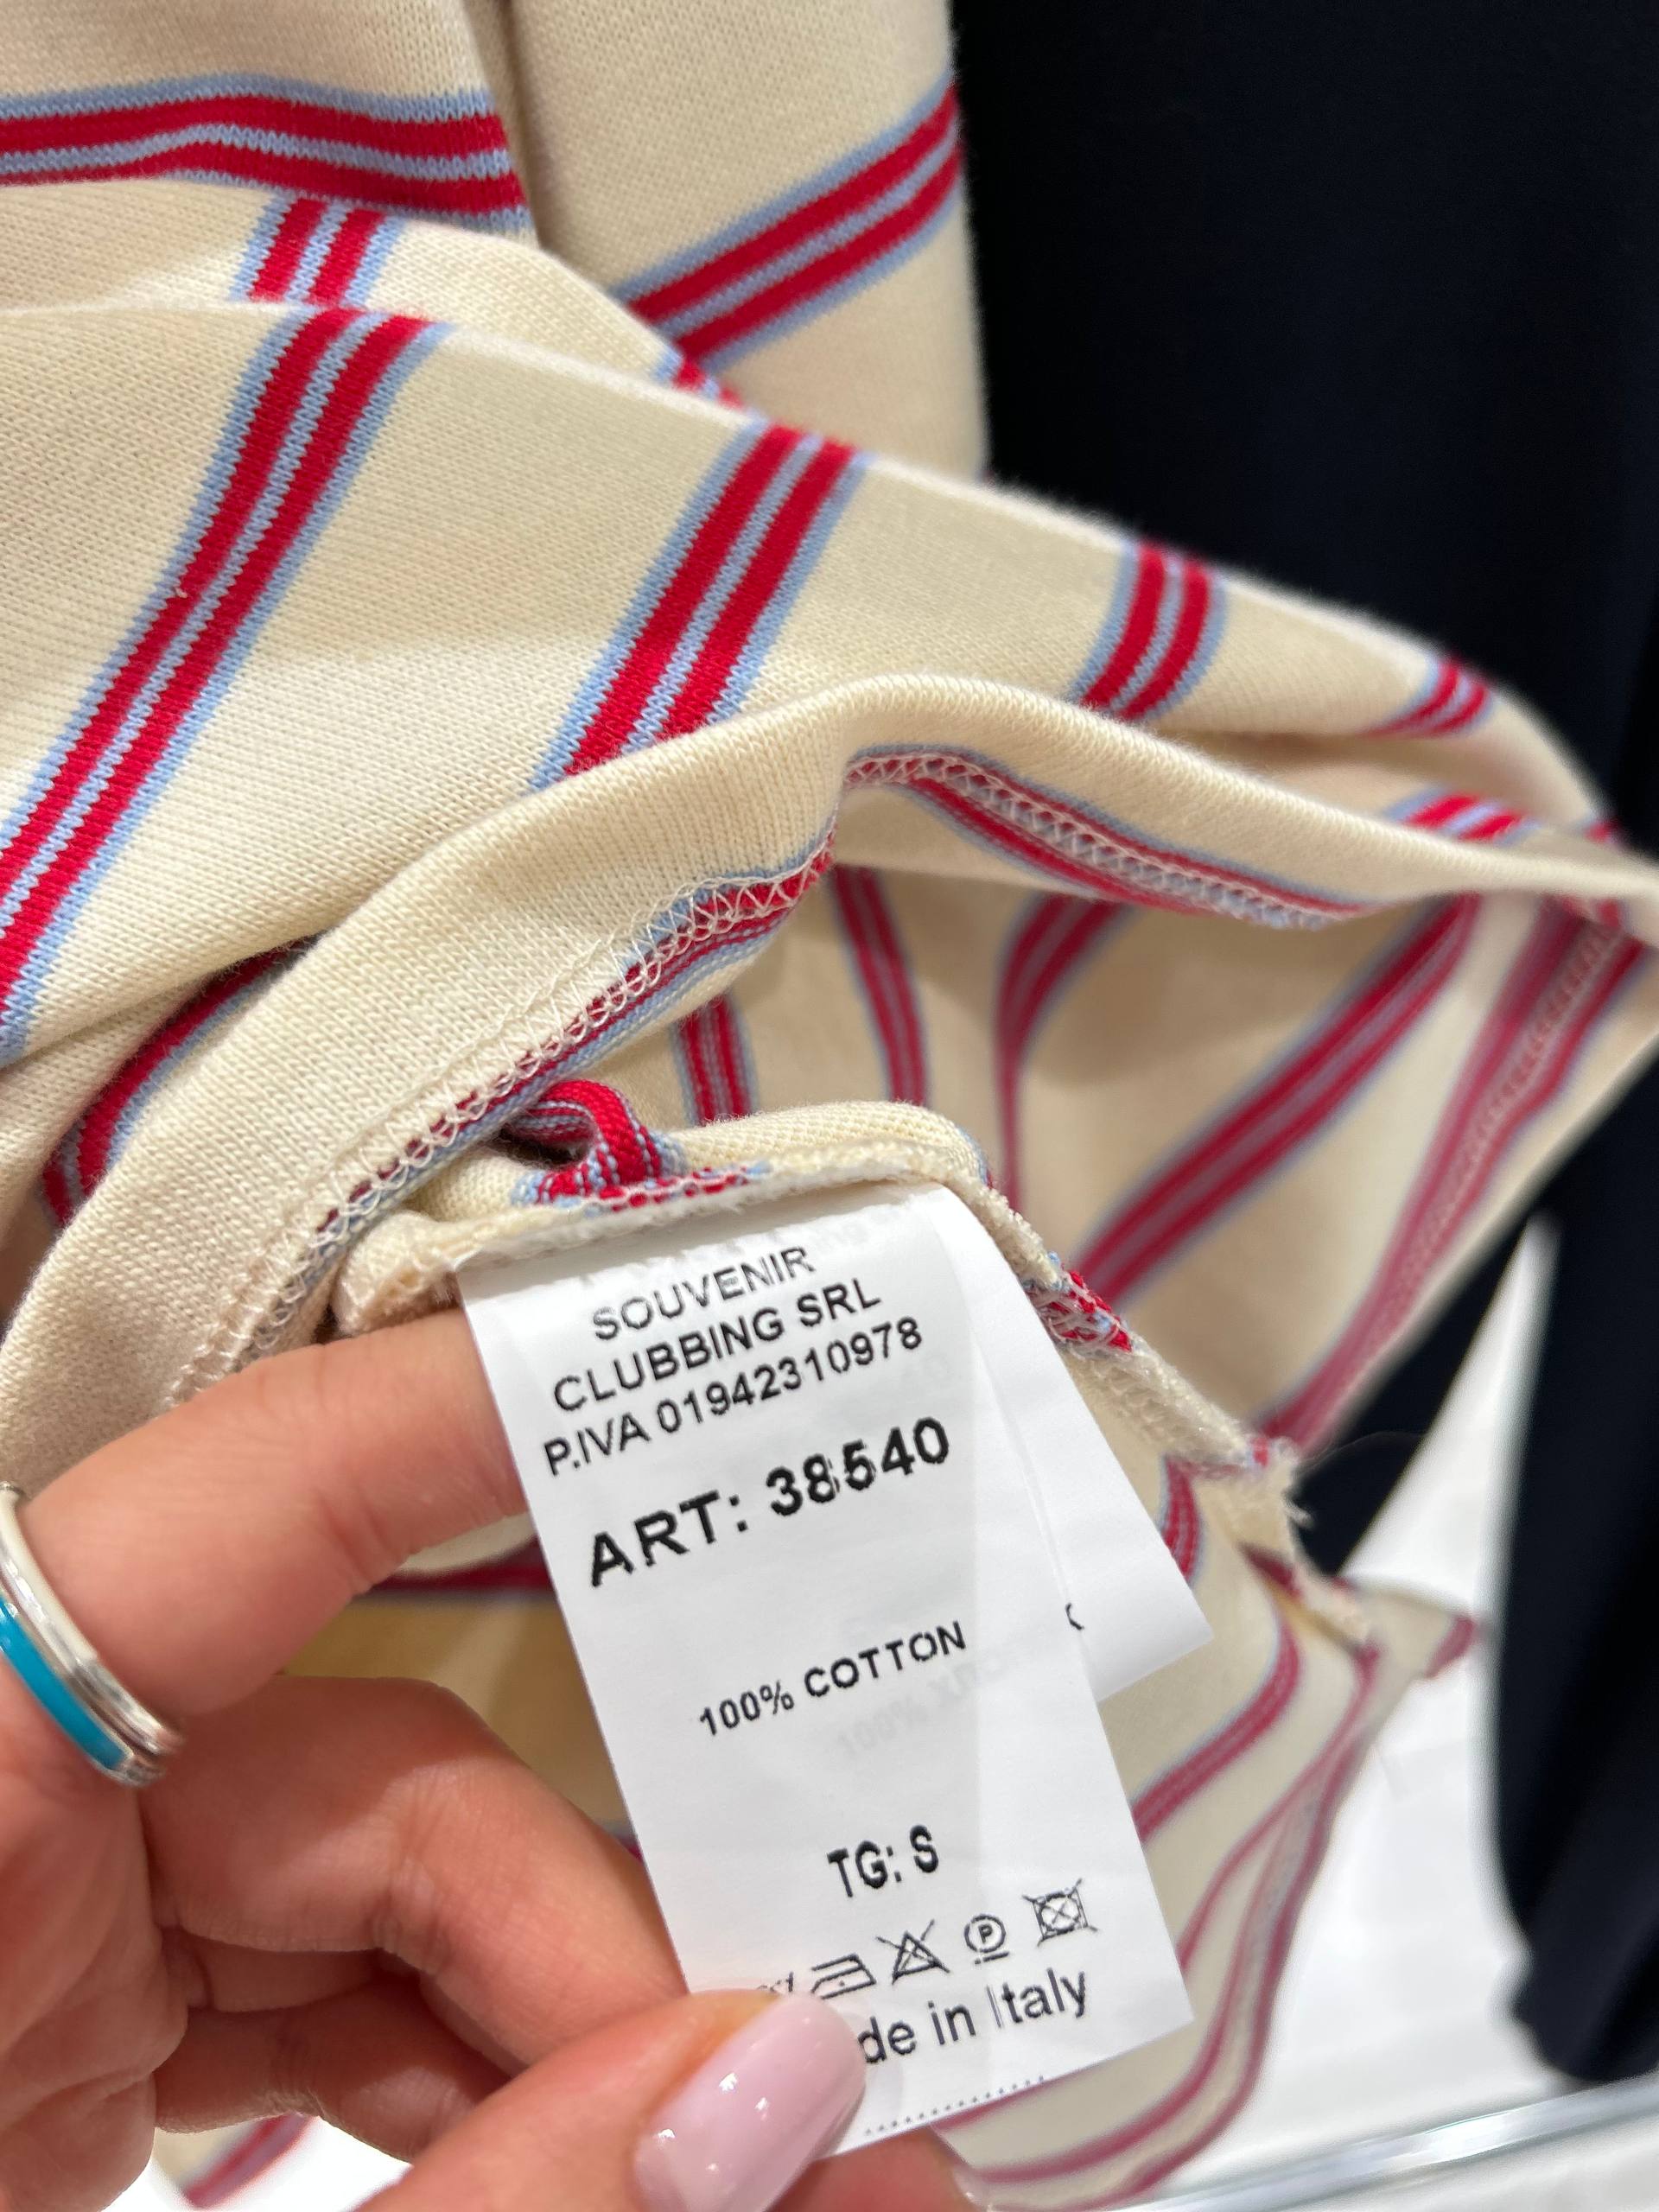 SOUVENIR
CLUBBING SRL
P.IVA 01942310978
ART: 38540
100% COTTON
TG: S
de in Italy